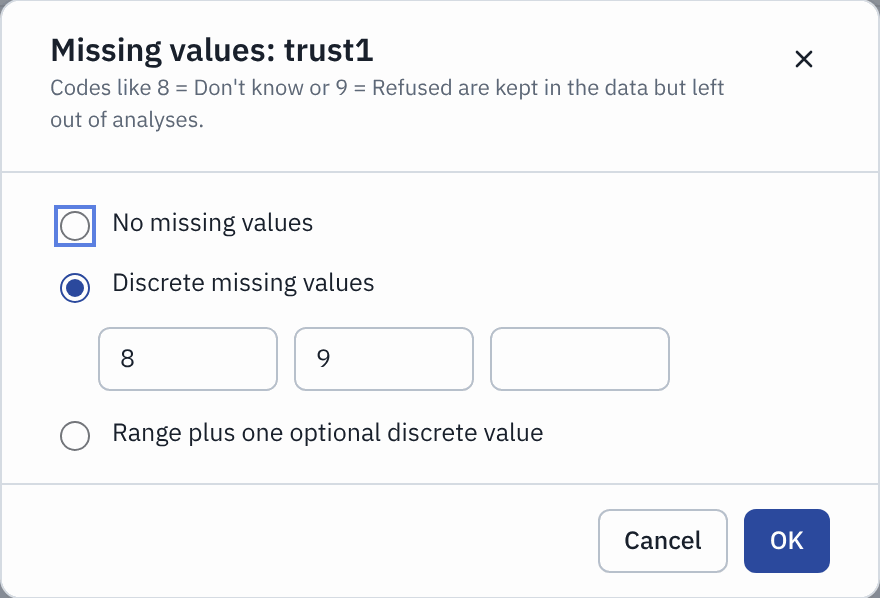 Missing values: trust1
Codes like 8 = Don't know or 9 = Refused are kept in the data but left
out of analyses.
No missing values
Discrete missing values
8 9
Range plus one optional discrete value
Cancel OK